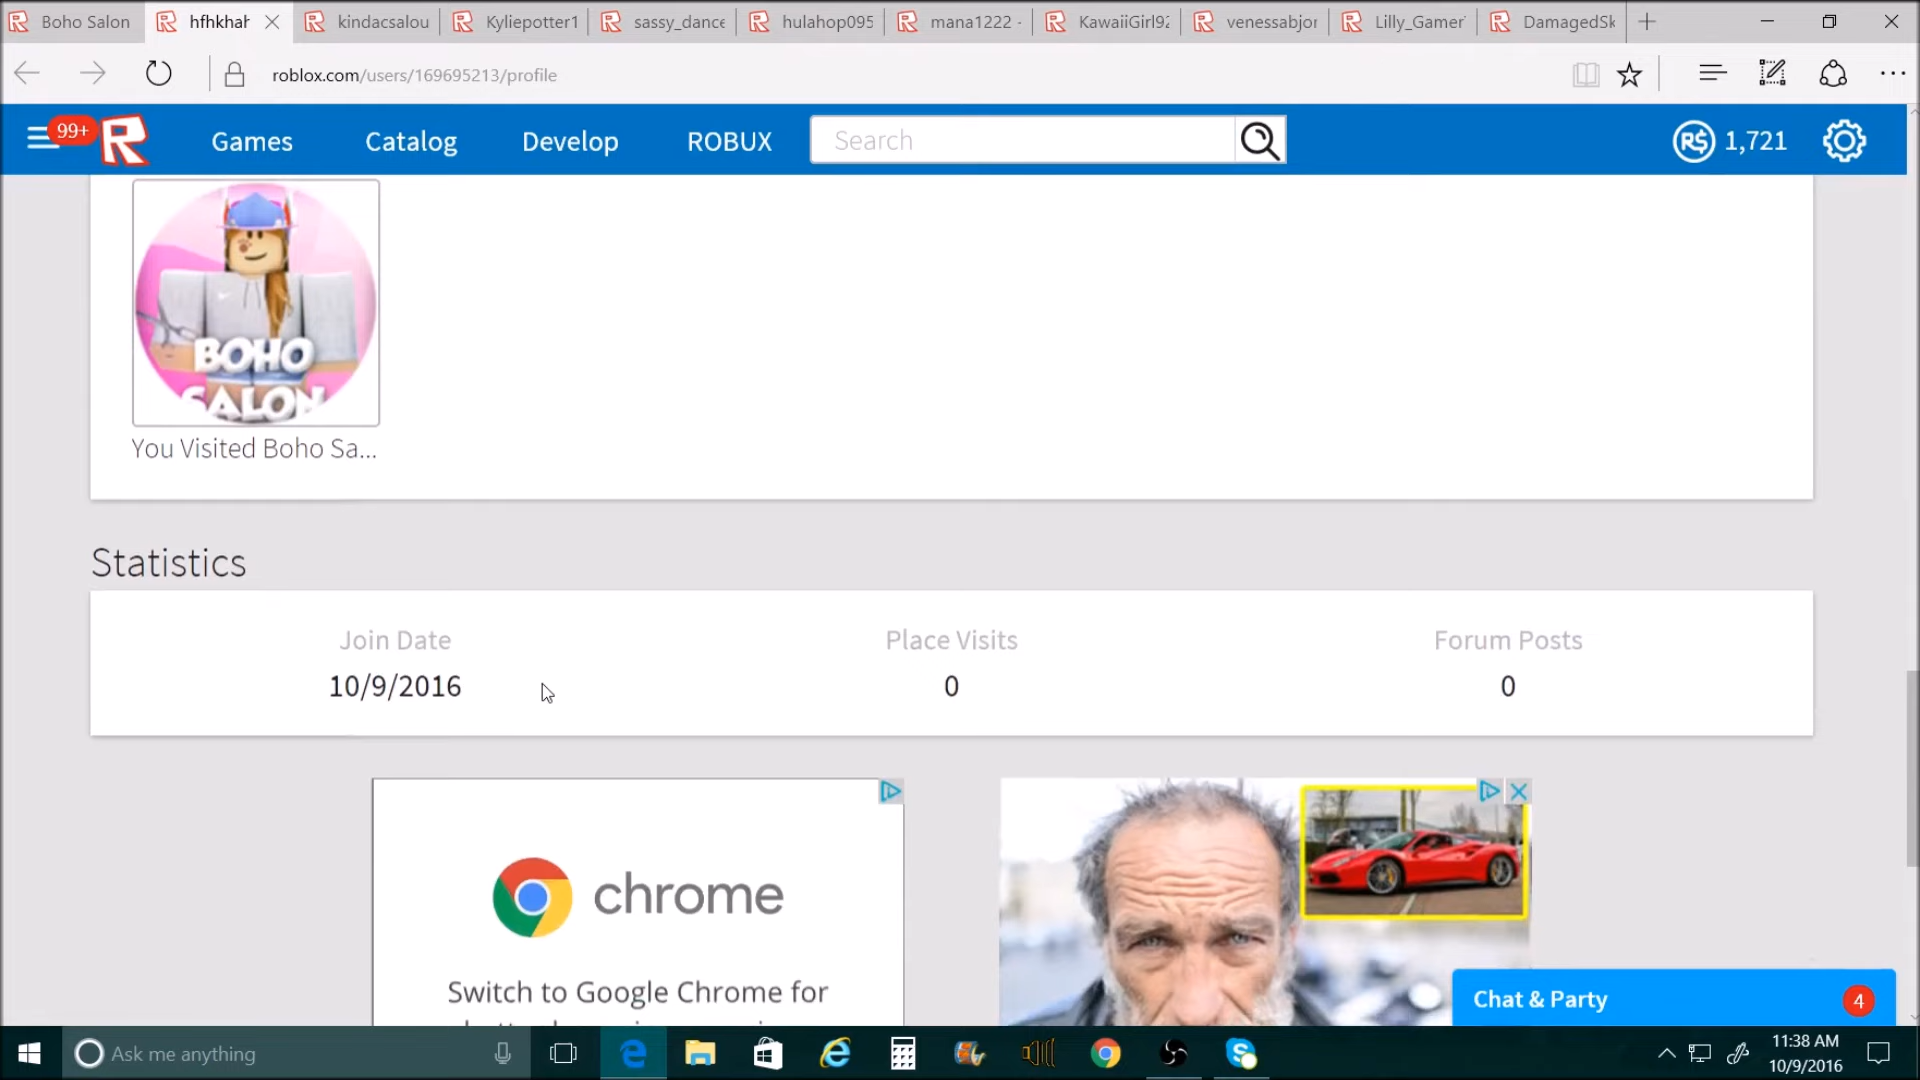 Boho Salon
hfhkhah
kindacsalou
Kyliepotter1
sassy_dance
hulahop095
mana1222 -
KawaiiGirl92
venessabjor
Lilly_Gamer
DamagedSk
roblox.com/users/169695213/profile
99+
Games
Catalog
Develop
ROBUX
Search
R$ 1,721
BOHO
SALON
You Visited Boho Sa...
Statistics
Join Date
Place Visits
Forum Posts
10/9/2016
0
0
chrome
Switch to Google Chrome for
Chat & Party
4
Ask me anything
11:38 AM
10/9/2016